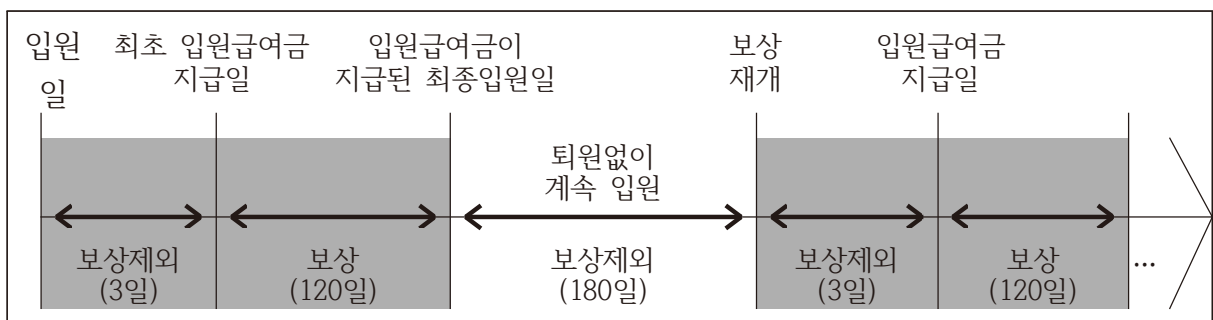 입원
일
최초 입원급여금
지급일
입원급여금이
지급된 최종입원일
보상
재개
입원급여금
지급일
퇴원없이
계속 입원
보상제외
(3일)
보상
(120일)
보상제외
(180일)
보상제외
(3일)
보상
(120일)
...